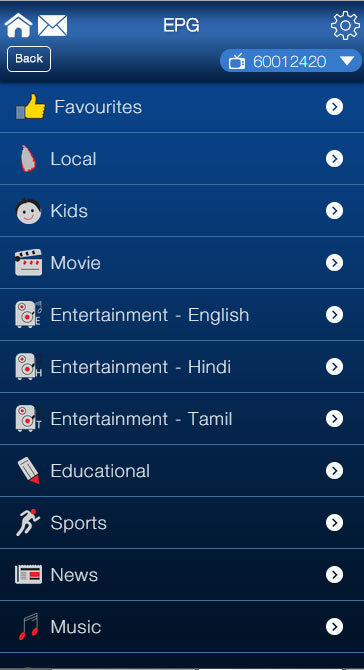 EPG
Back
60012420
Favourites
Local
Kids
Movie
Entertainment - English
Entertainment - Hindi
Entertainment - Tamil
Educational
Sports
News
Music